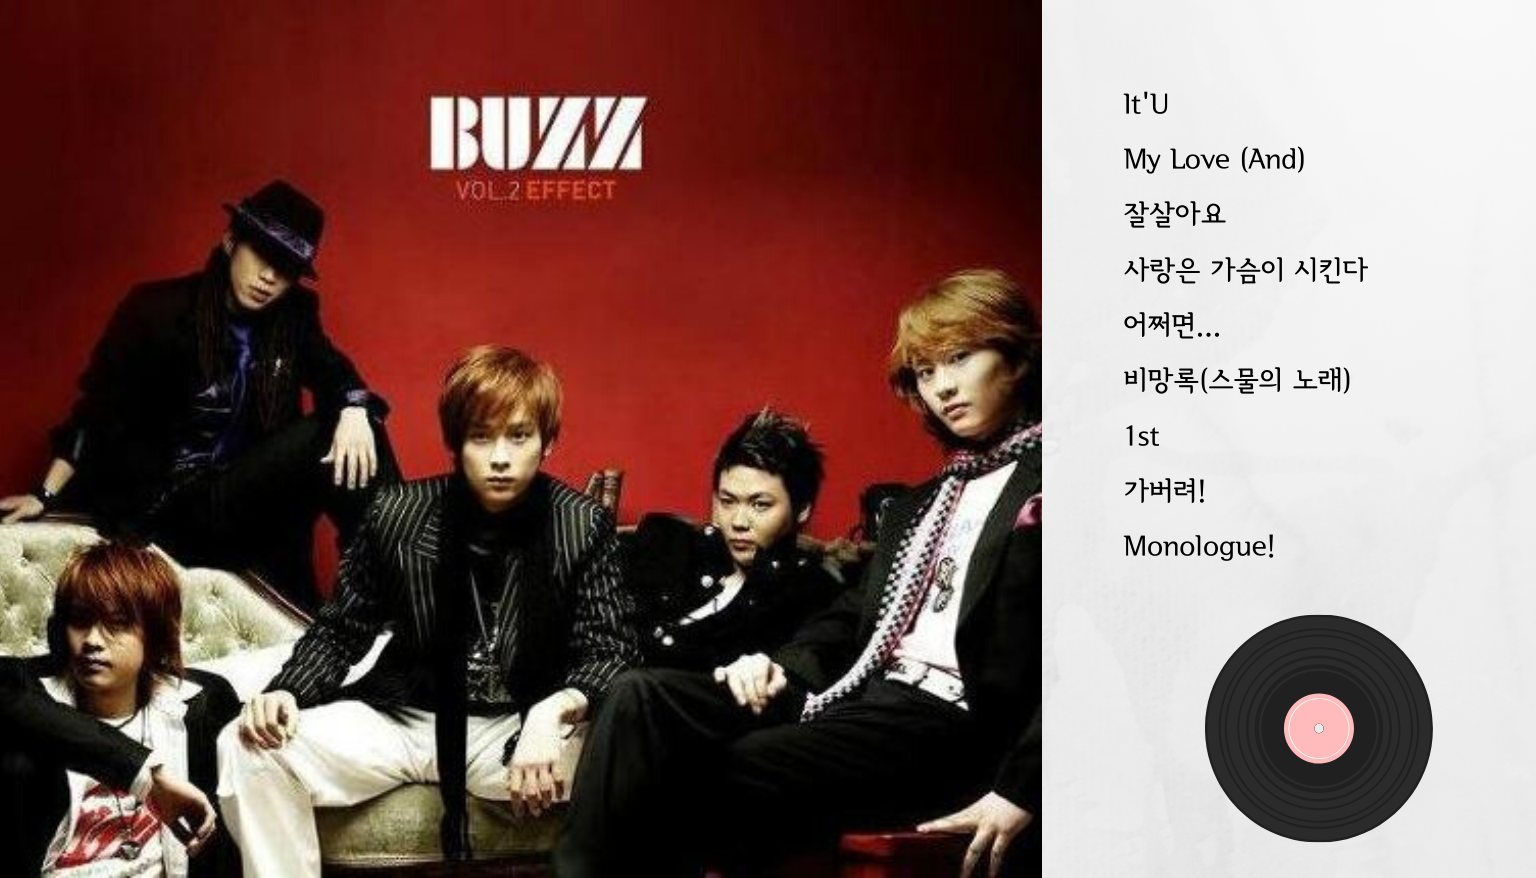 BUZZ
VOL.2 EFFECT
It'U
My Love (And)
잘살아요
사랑은 가슴이 시킨다
어쩌면...
비망록(스물의 노래)
1st
가버려!
Monologue!